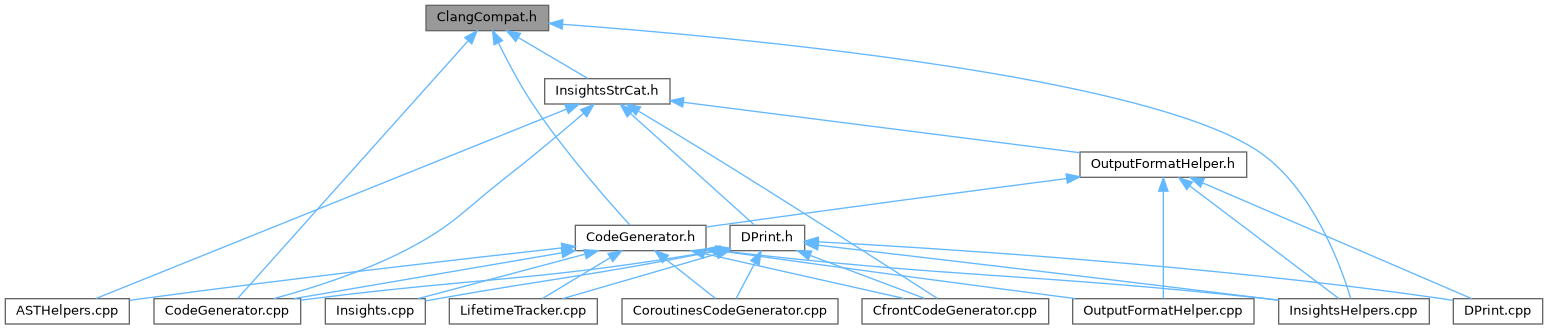 ClangCompat.h
InsightsStrCat.h
OutputFormatHelper.h
CodeGenerator.h
DPrint.h
ASTHelpers.cpp
CodeGenerator.cpp
Insights.cpp
LifetimeTracker.cpp
CoroutinesCodeGenerator.cpp
CfrontCodeGenerator.cpp
OutputFormatHelper.cpp
InsightsHelpers.cpp
DPrint.cpp